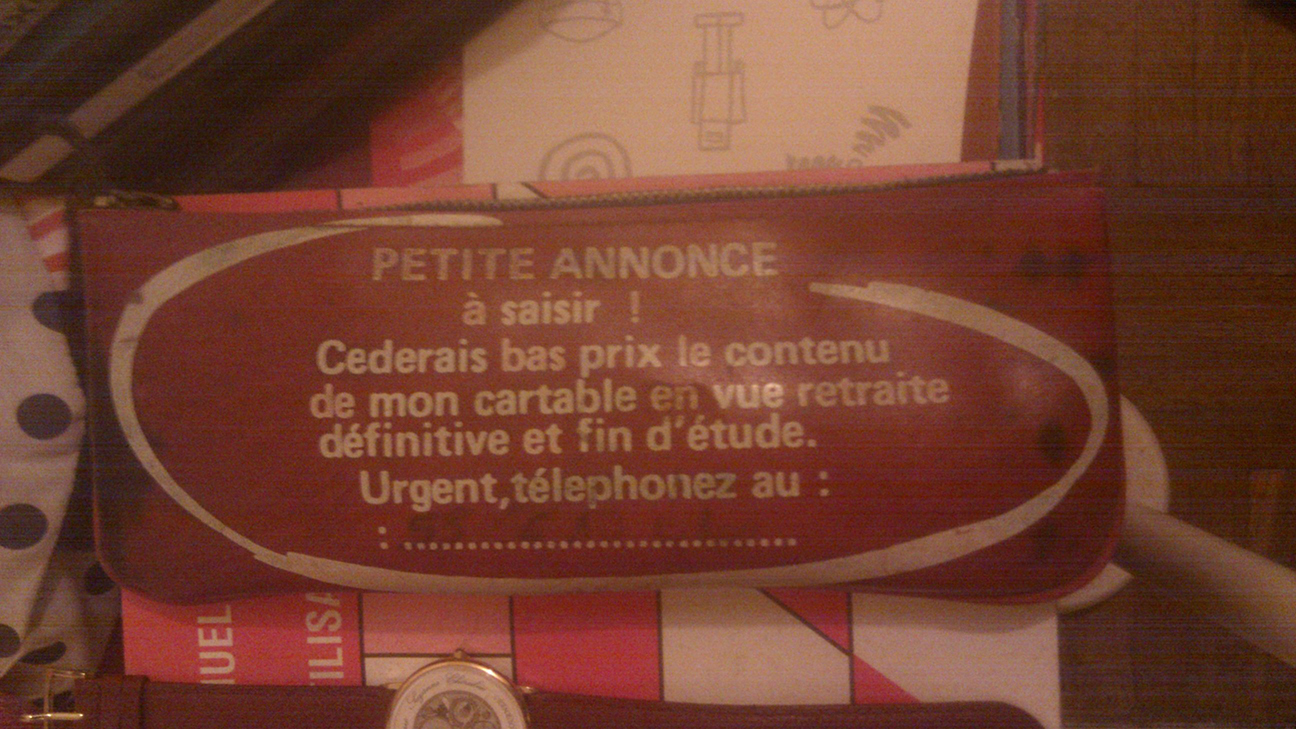 PETITE ANNONCE
à saisir !
Cederais bas prix le contenu
de mon cartable en vue retraite
définitive et fin d'étude.
Urgent,télephonez au :
: ........................................